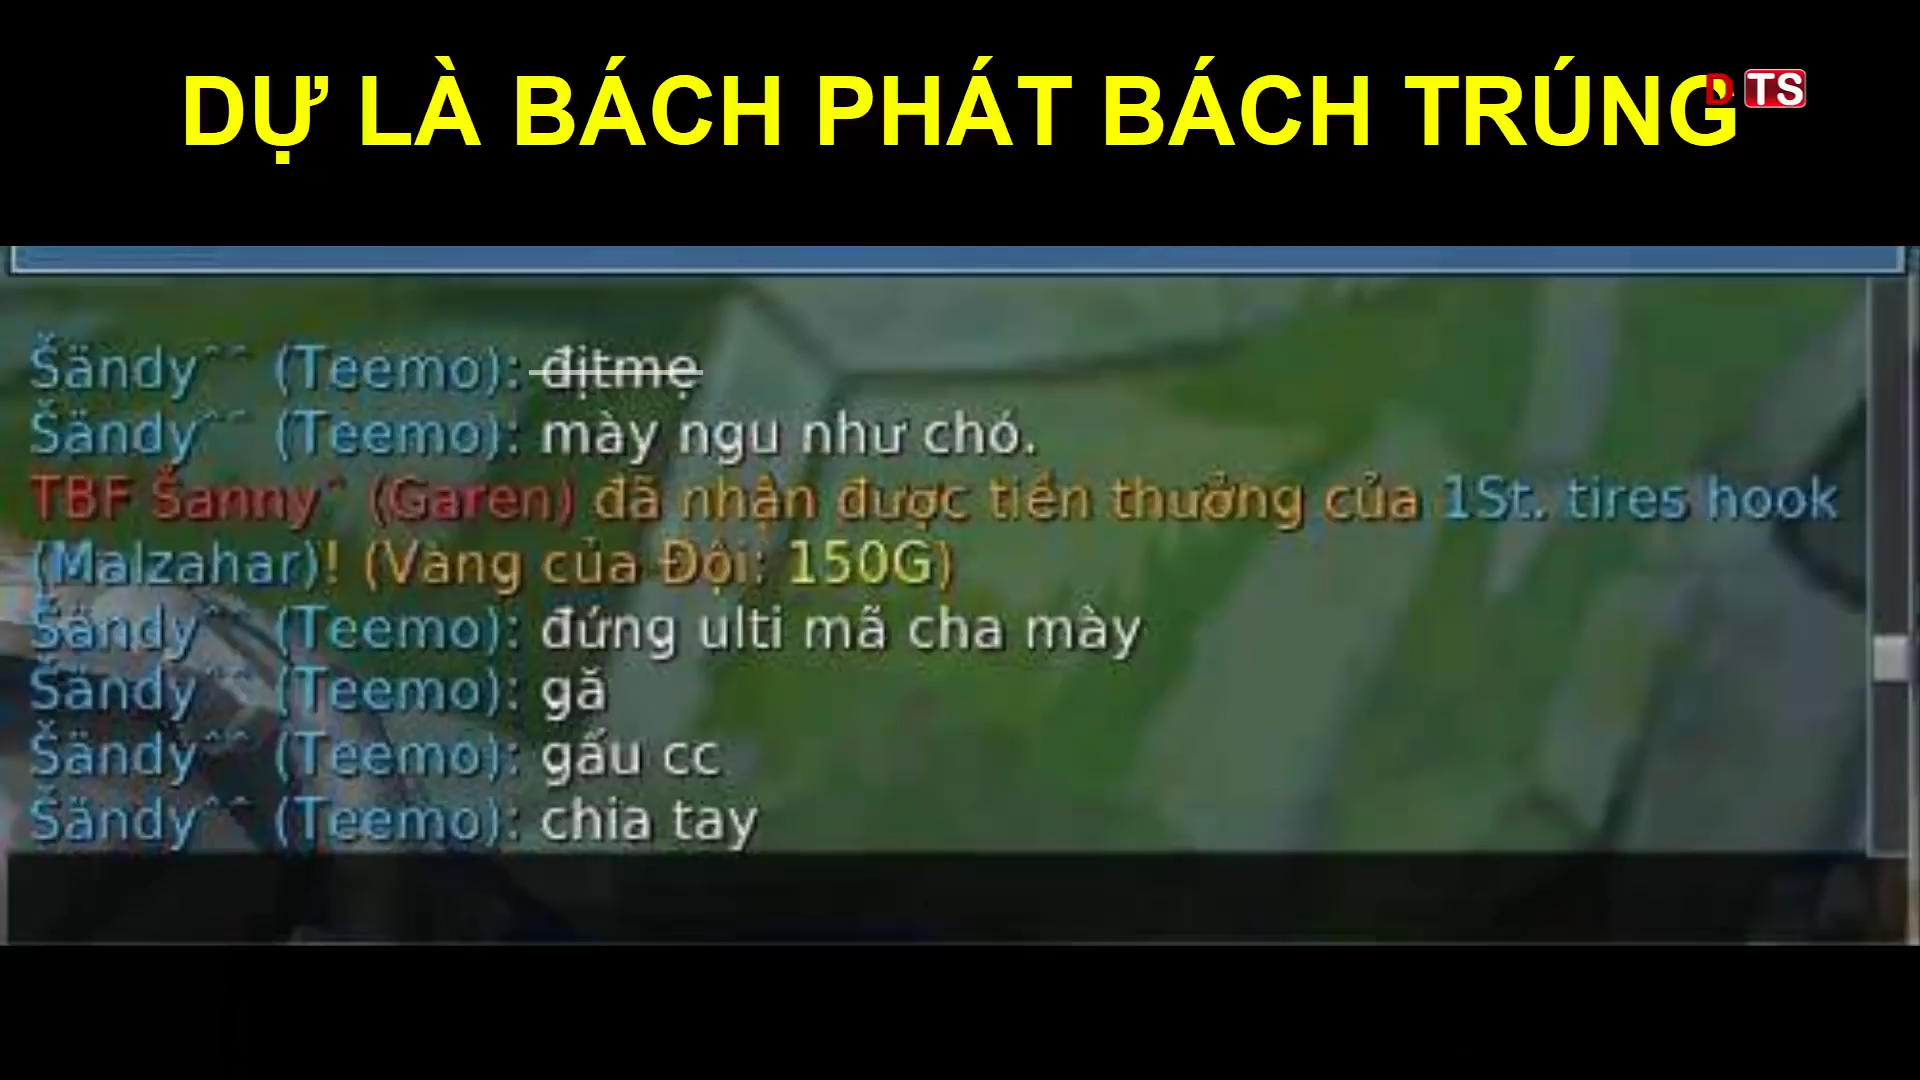 DỰ LÀ BÁCH PHÁT BÁCH TRÚNG
D TS
Šändy^^ (Teemo): địtmẹ
Šändy^^ (Teemo): mày ngu như chó.
TBF Šanny^ (Garen) đã nhận được tiền thưởng của 1St. tires hook
(Malzahar)! (Vàng của Đội: 150G)
Šändy^^ (Teemo): đứng ulti mã cha mày
Šändy^^ (Teemo): gă
Šändy^^ (Teemo): gấu cc
Šändy^^ (Teemo): chia tay